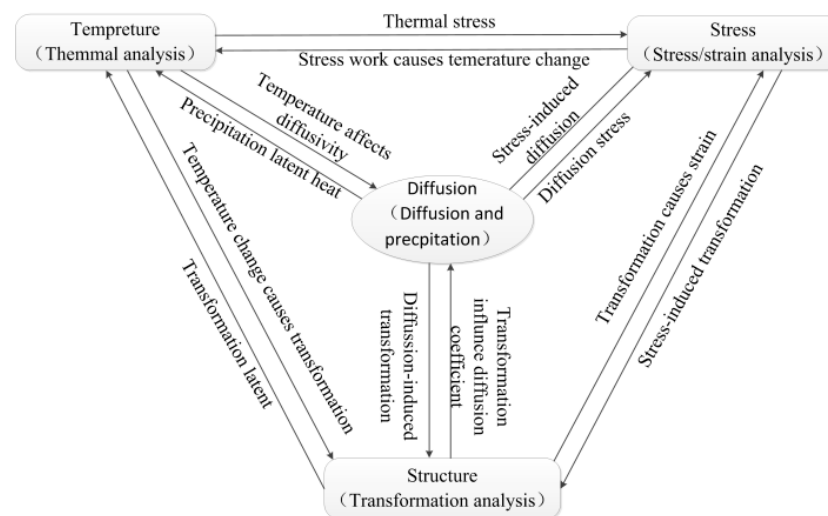 Tempreture
（Themmal analysis）
Thermal stress
Stress work causes temerature change
Stress
（Stress/strain analysis）
Temperature affects
diffusivity
Precipitation latent heat
Stress-induced
diffusion
Diffusion stress
Diffusion
（Diffusion and
precpitation）
Temperature change causes transformation
Transformation latent
Diffussion-induced
transformation
Transformation
influnce diffusion
coefficient
Transformation causes strain
Stress-induced transformation
Structure
（Transformation analysis）